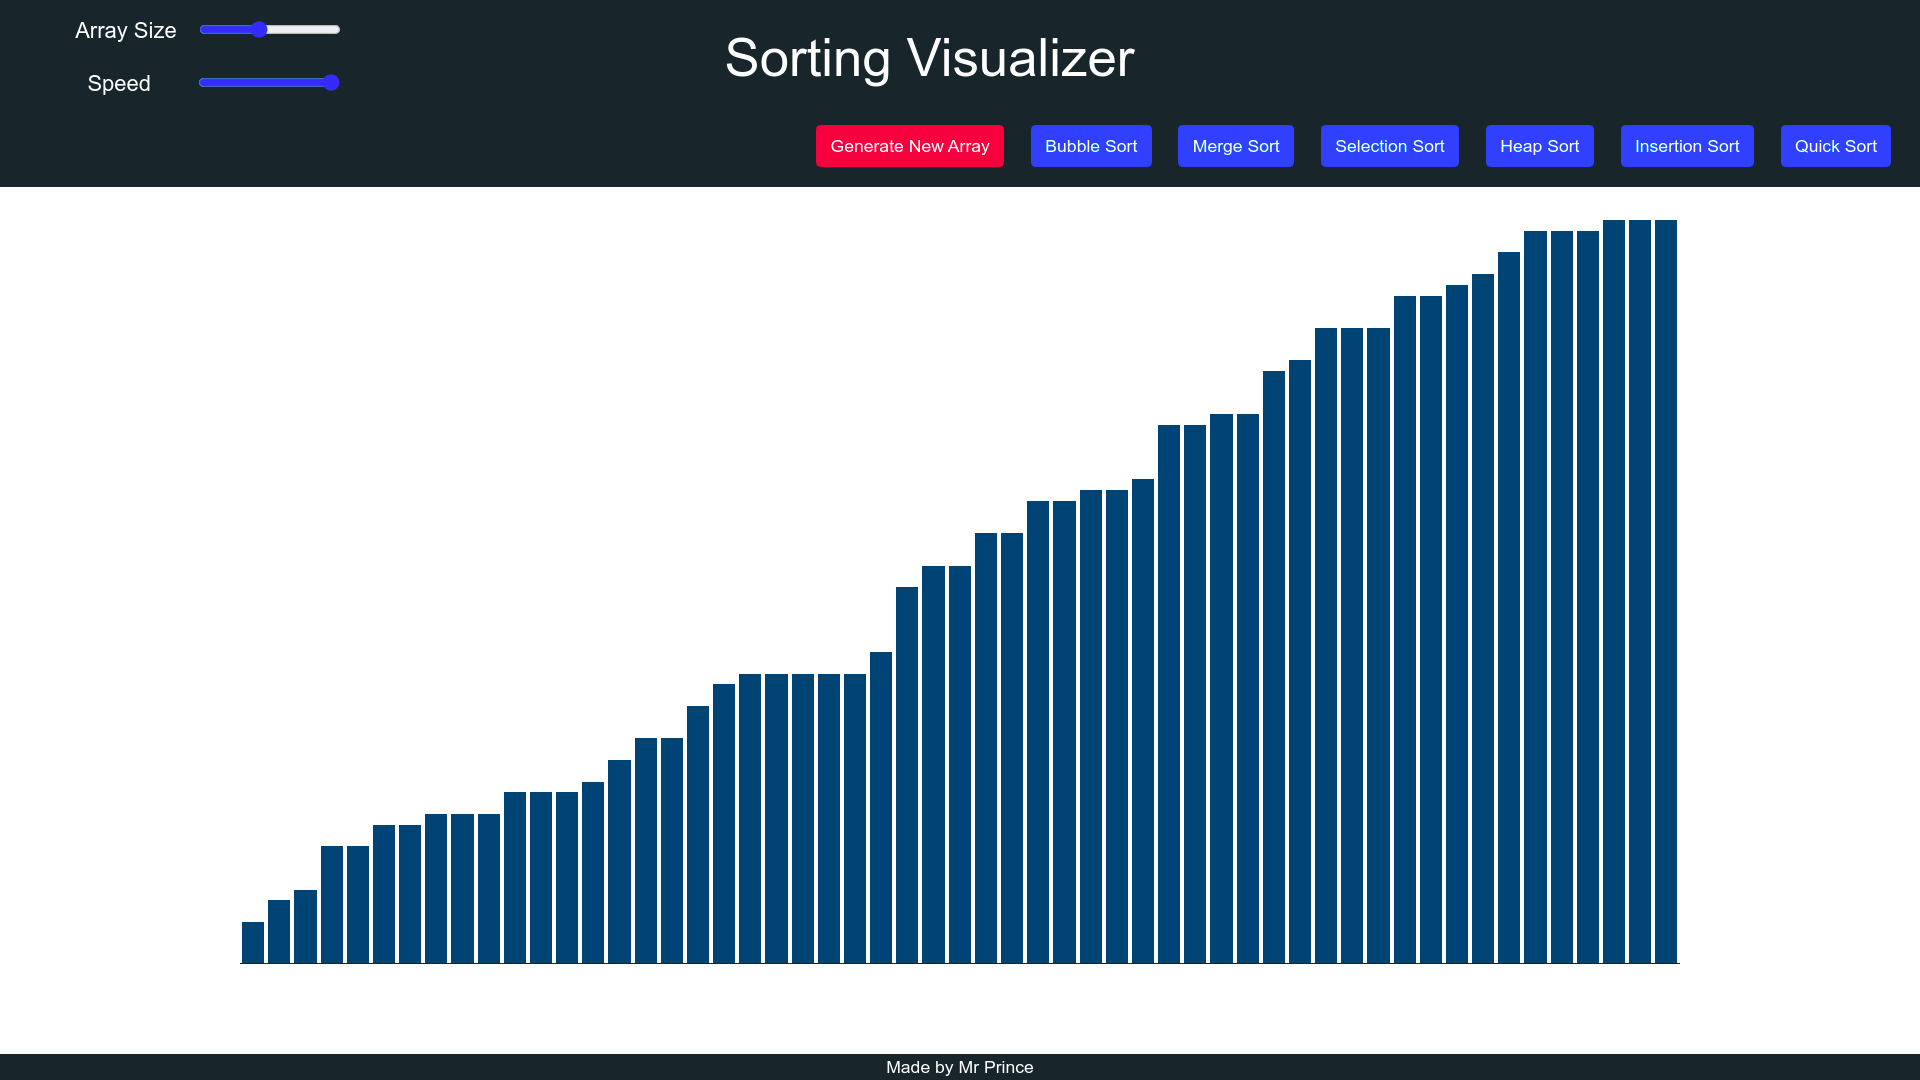 Array Size
Speed
Sorting Visualizer
Generate New Array
Bubble Sort
Merge Sort
Selection Sort
Heap Sort
Insertion Sort
Quick Sort
Made by Mr Prince